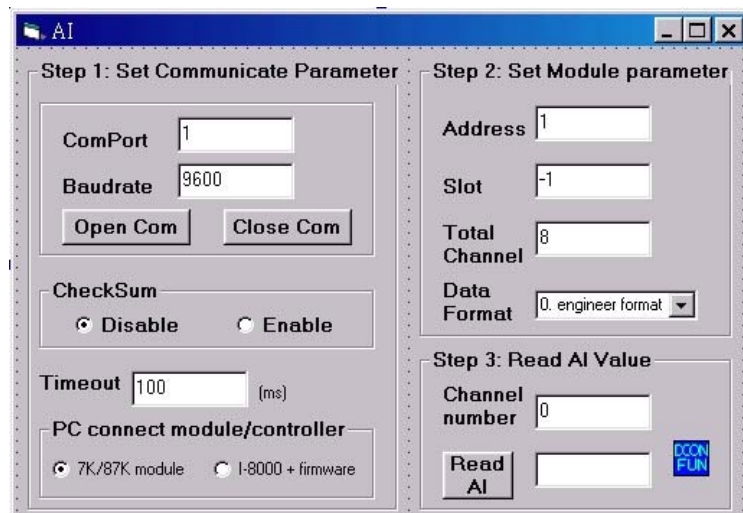 AI
Step 1: Set Communicate Parameter
ComPort 1
Baudrate 9600
Open Com Close Com
CheckSum
Disable Enable
Timeout 100 (ms)
PC connect module/controller
7K/87K module I-8000 + firmware
Step 2: Set Module parameter
Address 1
Slot -1
Total
Channel 8
Data
Format 0. engineer format
Step 3: Read AI Value
Channel
number 0
Read
AI
DCON
FUN